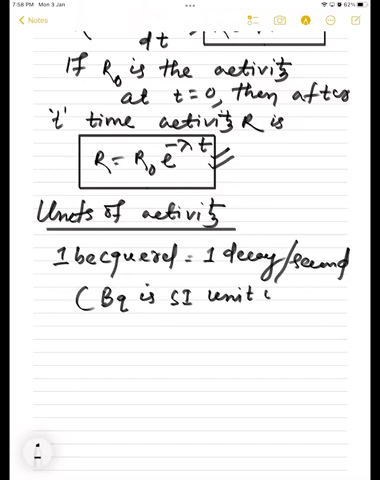 7:58 PM Mon 3 Jan
62%
Notes
dt
If R₀ is the activity
at t=0, then after
't' time activity R is
R = R₀ e^{-λt}
Units of activity
1 becquerel = 1 decay/second
( Bq is SI unit